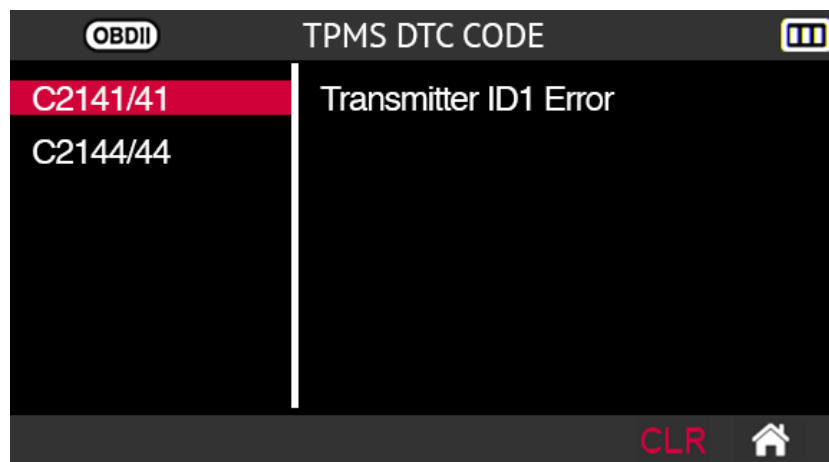 OBDII TPMS DTC CODE
C2141/41 Transmitter ID1 Error
C2144/44
CLR